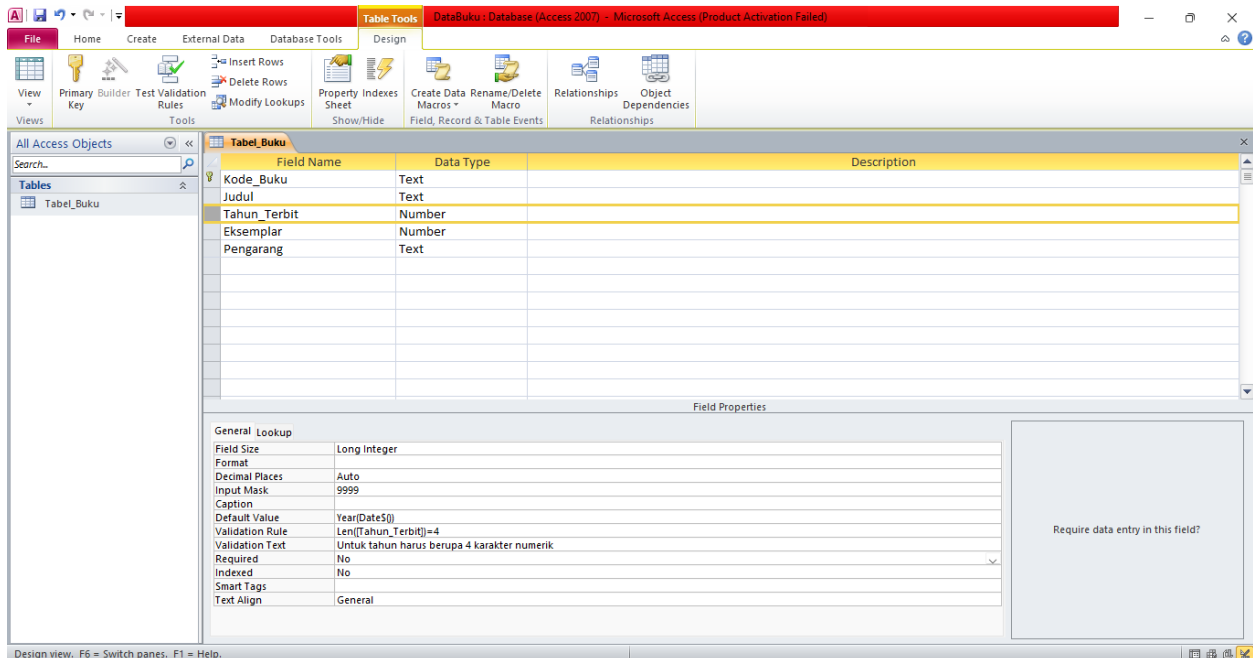 Table Tools DataBuku : Database (Access 2007) - Microsoft Access (Product Activation Failed)
File Home Create External Data Database Tools Design
View
Views
Primary Key
Builder
Test Validation Rules
Insert Rows
Delete Rows
Modify Lookups
Tools
Property Sheet
Indexes
Show/Hide
Create Data Macros
Rename/Delete Macro
Field, Record & Table Events
Relationships
Object Dependencies
Relationships
All Access Objects
Search...
Tables
Tabel_Buku
Tabel_Buku
Field Name Data Type Description
Kode_Buku Text
Judul Text
Tahun_Terbit Number
Eksemplar Number
Pengarang Text
Field Properties
General Lookup
Field Size Long Integer
Format
Decimal Places Auto
Input Mask 9999
Caption
Default Value Year(Date$())
Validation Rule Len([Tahun_Terbit])=4
Validation Text Untuk tahun harus berupa 4 karakter numerik
Required No
Indexed No
Smart Tags
Text Align General
Require data entry in this field?
Design view. F6 = Switch panes. F1 = Help.